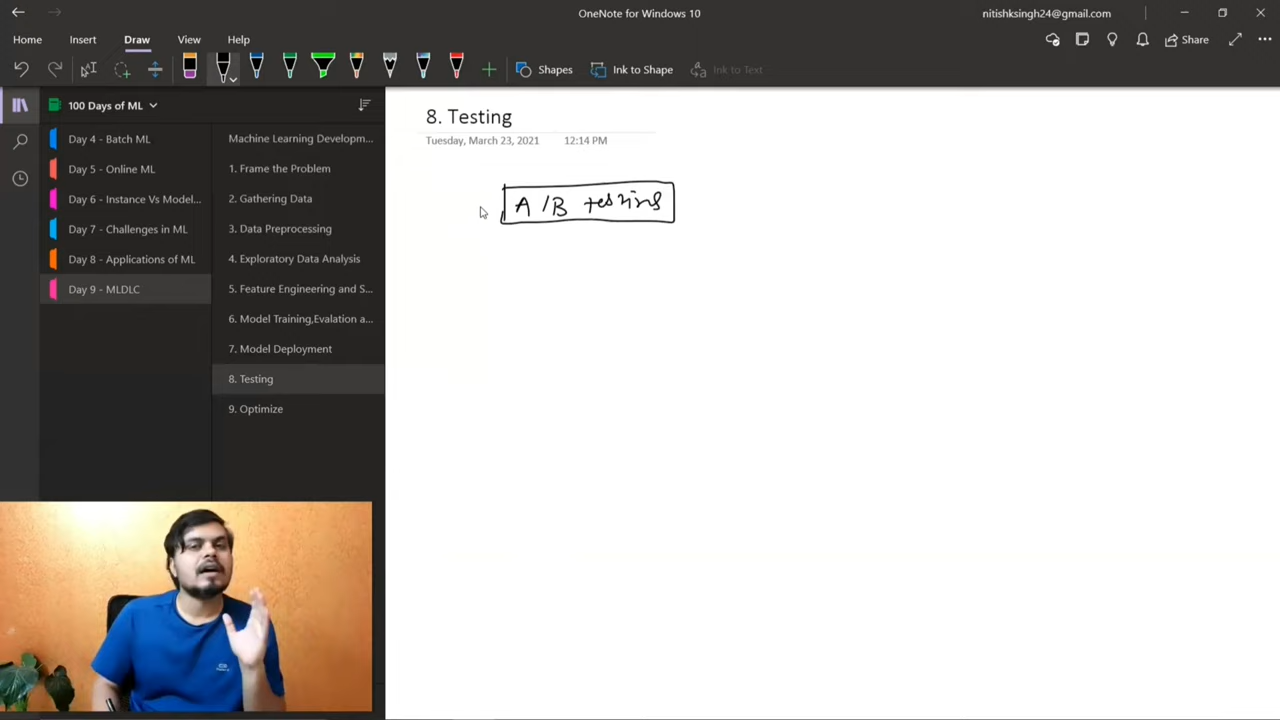 OneNote for Windows 10
nitishksingh24@gmail.com
Home Insert Draw View Help
Share
Shapes Ink to Shape Ink to Text
100 Days of ML
Day 4 - Batch ML
Day 5 - Online ML
Day 6 - Instance Vs Model...
Day 7 - Challenges in ML
Day 8 - Applications of ML
Day 9 - MLDLC
Machine Learning Developm...
1. Frame the Problem
2. Gathering Data
3. Data Preprocessing
4. Exploratory Data Analysis
5. Feature Engineering and S...
6. Model Training,Evalation a...
7. Model Deployment
8. Testing
9. Optimize
8. Testing
Tuesday, March 23, 2021 12:14 PM
A/B testing